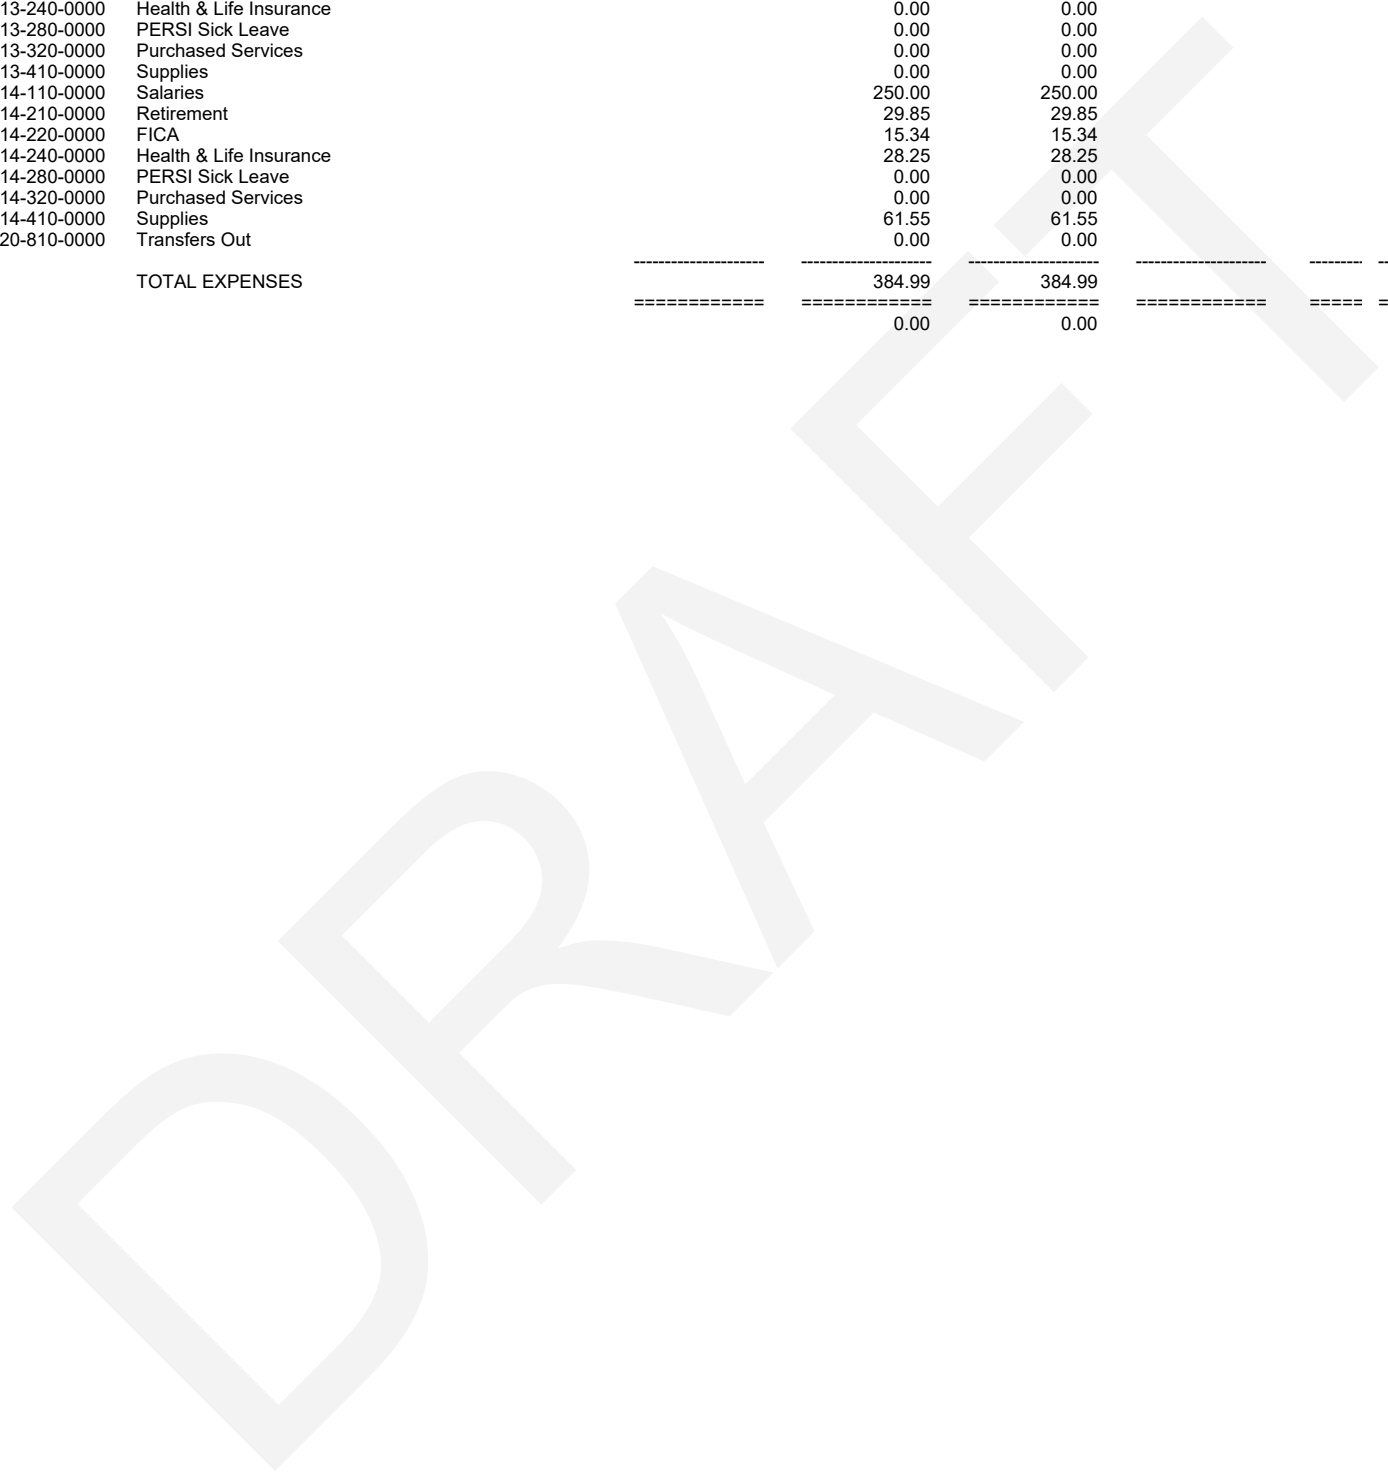 13-240-0000 Health & Life Insurance 0.00 0.00
13-280-0000 PERSI Sick Leave 0.00 0.00
13-320-0000 Purchased Services 0.00 0.00
13-410-0000 Supplies 0.00 0.00
14-110-0000 Salaries 250.00 250.00
14-210-0000 Retirement 29.85 29.85
14-220-0000 FICA 15.34 15.34
14-240-0000 Health & Life Insurance 28.25 28.25
14-280-0000 PERSI Sick Leave 0.00 0.00
14-320-0000 Purchased Services 0.00 0.00
14-410-0000 Supplies 61.55 61.55
20-810-0000 Transfers Out 0.00 0.00
--------------------- --------------------- --------------------- --------------------- -------- --
TOTAL EXPENSES 384.99 384.99
============ ============ ============ ============ ===== =
0.00 0.00
DRAFT